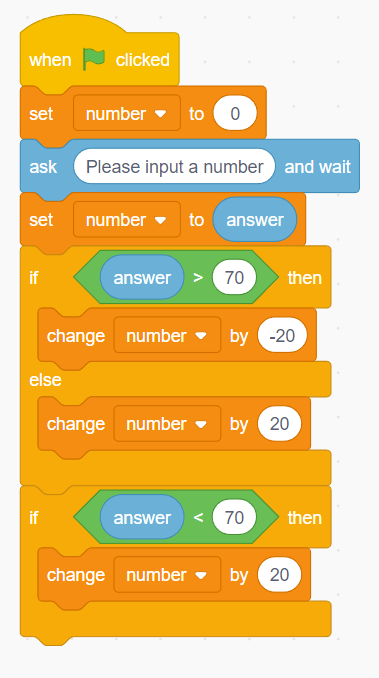 when clicked
set number to 0
ask Please input a number and wait
set number to answer
if answer > 70 then
change number by -20
else
change number by 20
if answer < 70 then
change number by 20